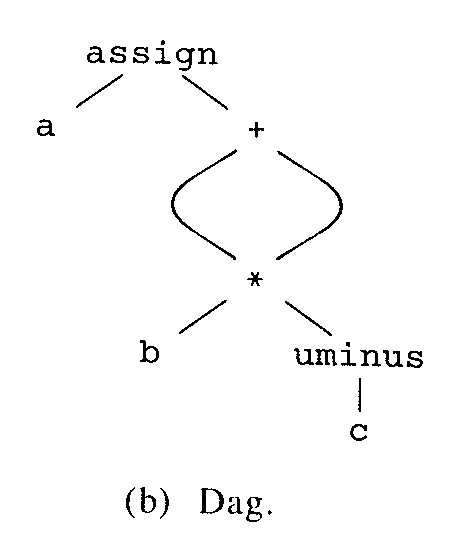 assign
a +
*
b uminus
c
(b) Dag.